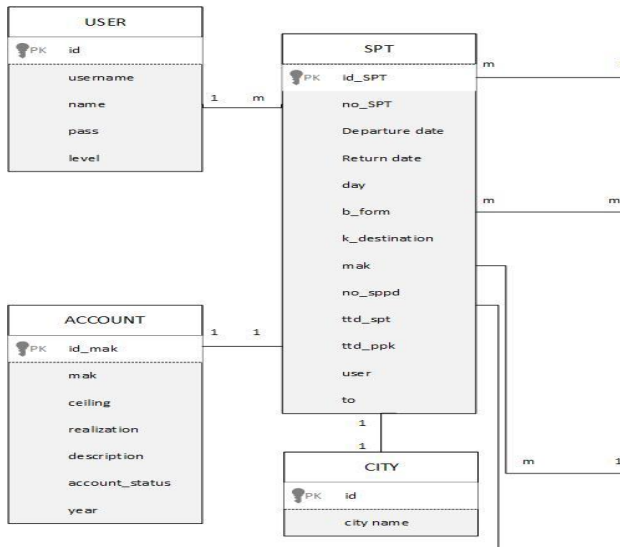 USER
PK id
username
name
pass
level
1 m
SPT
PK id_SPT
no_SPT
Departure date
Return date
day
b_form
k_destination
mak
no_sppd
ttd_spt
ttd_ppk
user
to
m
m m
m 1
ACCOUNT
PK id_mak
mak
ceiling
realization
description
account_status
year
1 1
1
1
CITY
PK id
city name